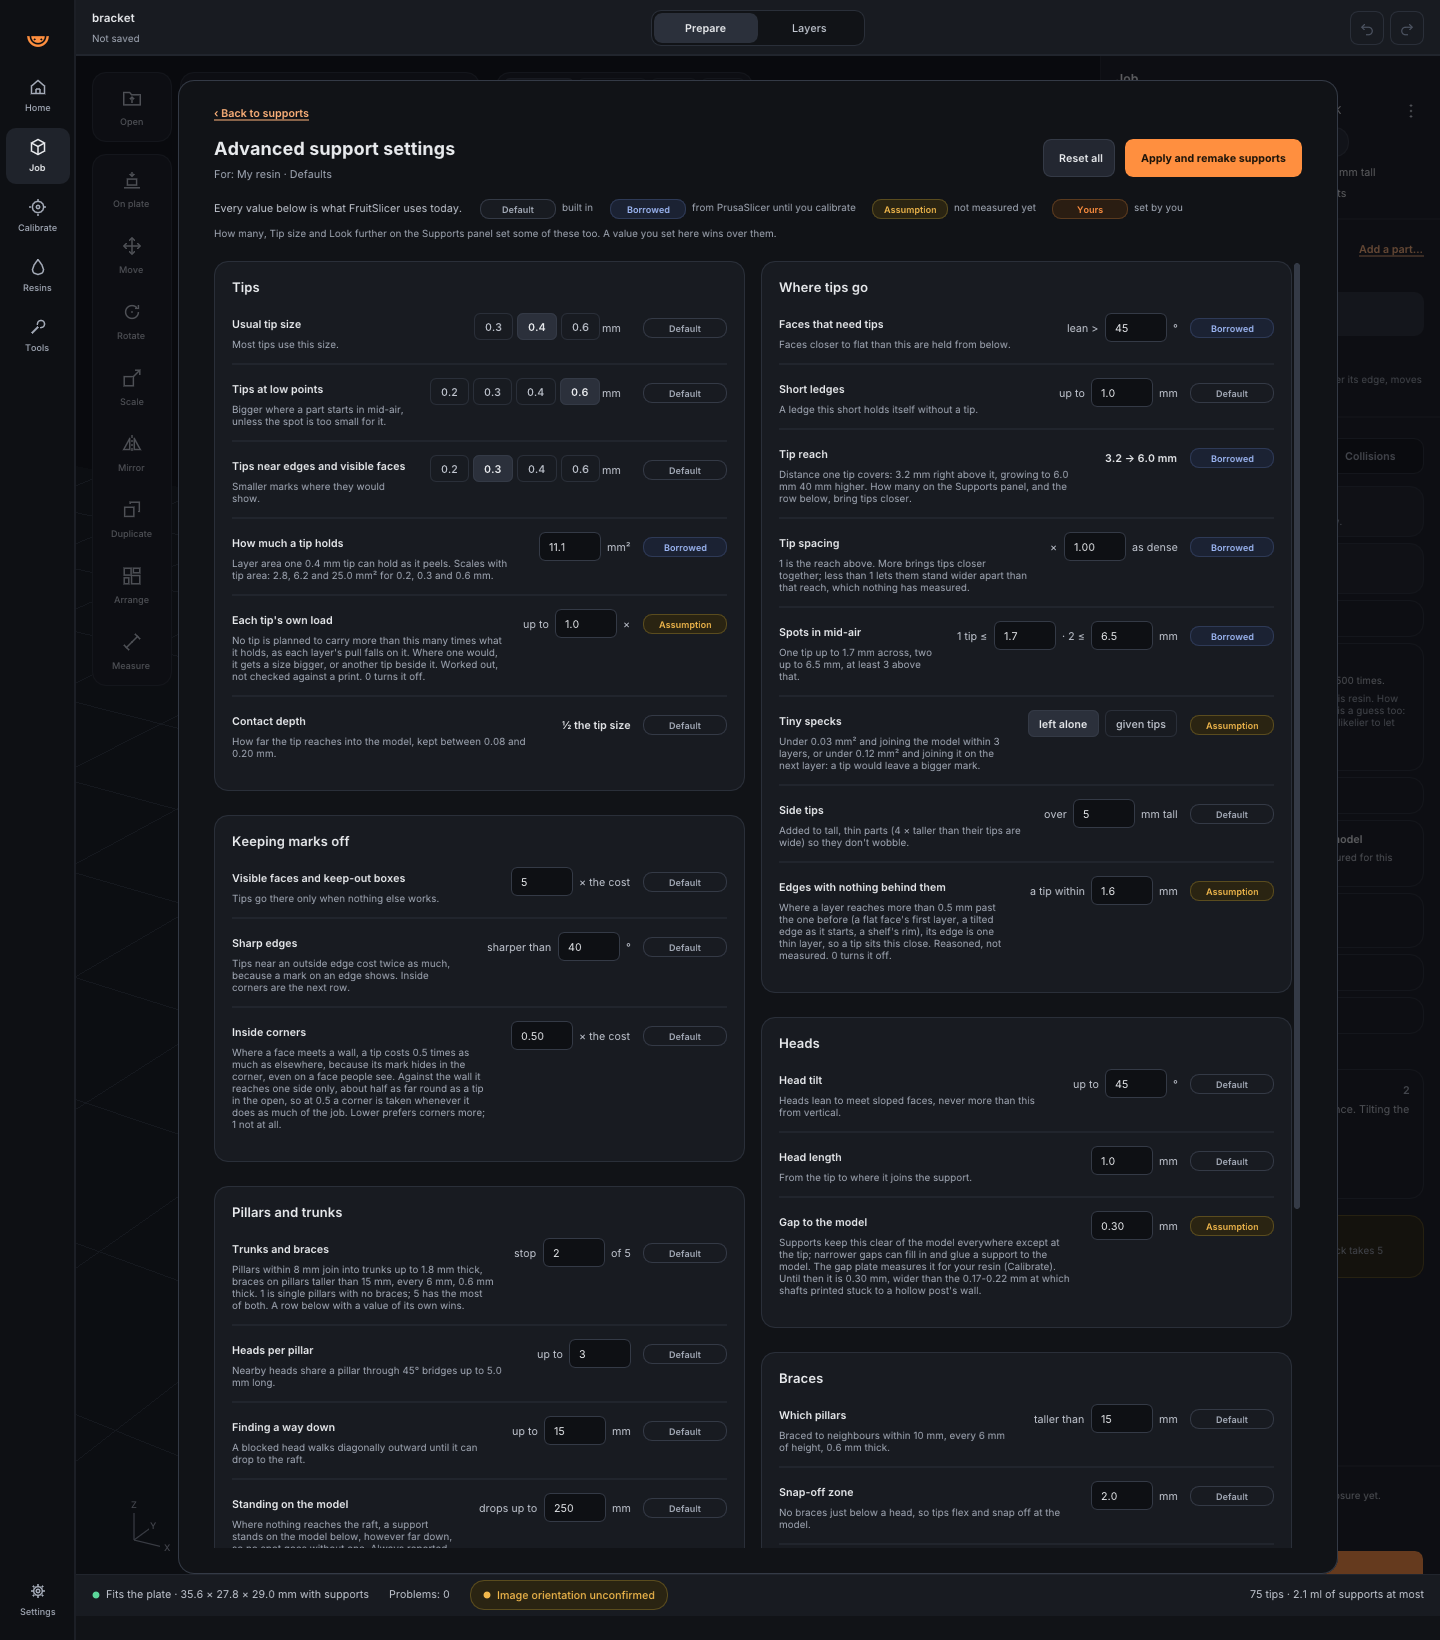 bracket
Not saved
Prepare
Layers
Home
Job
Calibrate
Resins
Tools
Settings
Open
On plate
Move
Rotate
Scale
Mirror
Duplicate
Arrange
Measure
Job
‹ Back to supports
Advanced support settings
For: My resin · Defaults
Reset all
Apply and remake supports
Every value below is what FruitSlicer uses today.
Default
built in
Borrowed
from PrusaSlicer until you calibrate
Assumption
not measured yet
Yours
set by you
How many, Tip size and Look further on the Supports panel set some of these too. A value you set here wins over them.
Tips
Usual tip size
0.3 0.4 0.6 mm
Default
Most tips use this size.
Tips at low points
0.2 0.3 0.4 0.6 mm
Default
Bigger where a part starts in mid-air,
unless the spot is too small for it.
Tips near edges and visible faces
0.2 0.3 0.4 0.6 mm
Default
Smaller marks where they would
show.
How much a tip holds
11.1 mm²
Borrowed
Layer area one 0.4 mm tip can hold as it peels. Scales with
tip area: 2.8, 6.2 and 25.0 mm² for 0.2, 0.3 and 0.6 mm.
Each tip's own load
up to 1.0 ×
Assumption
No tip is planned to carry more than this many times what
it holds, as each layer's pull falls on it. Where one would,
it gets a size bigger, or another tip beside it. Worked out,
not checked against a print. 0 turns it off.
Contact depth
½ the tip size
Default
How far the tip reaches into the model, kept between 0.08 and
0.20 mm.
Keeping marks off
Visible faces and keep-out boxes
5 × the cost
Default
Tips go there only when nothing else works.
Sharp edges
sharper than 40 °
Default
Tips near an outside edge cost twice as much,
because a mark on an edge shows. Inside
corners are the next row.
Inside corners
0.50 × the cost
Default
Where a face meets a wall, a tip costs 0.5 times as
much as elsewhere, because its mark hides in the
corner, even on a face people see. Against the wall it
reaches one side only, about half as far round as a tip
in the open, so at 0.5 a corner is taken whenever it
does as much of the job. Lower prefers corners more;
1 not at all.
Pillars and trunks
Trunks and braces
stop 2 of 5
Default
Pillars within 8 mm join into trunks up to 1.8 mm thick,
braces on pillars taller than 15 mm, every 6 mm, 0.6 mm
thick. 1 is single pillars with no braces; 5 has the most
of both. A row below with a value of its own wins.
Heads per pillar
up to 3
Default
Nearby heads share a pillar through 45° bridges up to 5.0
mm long.
Finding a way down
up to 15 mm
Default
A blocked head walks diagonally outward until it can
drop to the raft.
Standing on the model
drops up to 250 mm
Default
Where nothing reaches the raft, a support
stands on the model below, however far down,
so no spot goes without one. Always reported
Where tips go
Faces that need tips
lean > 45 °
Borrowed
Faces closer to flat than this are held from below.
Short ledges
up to 1.0 mm
Default
A ledge this short holds itself without a tip.
Tip reach
3.2 → 6.0 mm
Borrowed
Distance one tip covers: 3.2 mm right above it, growing to 6.0
mm 40 mm higher. How many on the Supports panel, and the
row below, bring tips closer.
Tip spacing
× 1.00 as dense
Borrowed
1 is the reach above. More brings tips closer
together; less than 1 lets them stand wider apart than
that reach, which nothing has measured.
Spots in mid-air
1 tip ≤ 1.7 · 2 ≤ 6.5 mm
Borrowed
One tip up to 1.7 mm across, two
up to 6.5 mm, at least 3 above
that.
Tiny specks
left alone given tips
Assumption
Under 0.03 mm² and joining the model within 3
layers, or under 0.12 mm² and joining it on the
next layer: a tip would leave a bigger mark.
Side tips
over 5 mm tall
Default
Added to tall, thin parts (4 × taller than their tips are
wide) so they don't wobble.
Edges with nothing behind them
a tip within 1.6 mm
Assumption
Where a layer reaches more than 0.5 mm past
the one before (a flat face's first layer, a tilted
edge as it starts, a shelf's rim), its edge is one
thin layer, so a tip sits this close. Reasoned, not
measured. 0 turns it off.
Heads
Head tilt
up to 45 °
Default
Heads lean to meet sloped faces, never more than this
from vertical.
Head length
1.0 mm
Default
From the tip to where it joins the support.
Gap to the model
0.30 mm
Assumption
Supports keep this clear of the model everywhere except at
the tip; narrower gaps can fill in and glue a support to the
model. The gap plate measures it for your resin (Calibrate).
Until then it is 0.30 mm, wider than the 0.17-0.22 mm at which
shafts printed stuck to a hollow post's wall.
Braces
Which pillars
taller than 15 mm
Default
Braced to neighbours within 10 mm, every 6 mm
of height, 0.6 mm thick.
Snap-off zone
2.0 mm
Default
No braces just below a head, so tips flex and snap off at the
model.
mm tall
ts
Add a part...
er its edge, moves
Collisions
500 times.
is resin. How
is a guess too:
likelier to let
odel
ured for this
2
nce. Tilting the
ck takes 5
osure yet.
Z
Y
X
Fits the plate · 35.6 × 27.8 × 29.0 mm with supports
Problems: 0
Image orientation unconfirmed
75 tips · 2.1 ml of supports at most